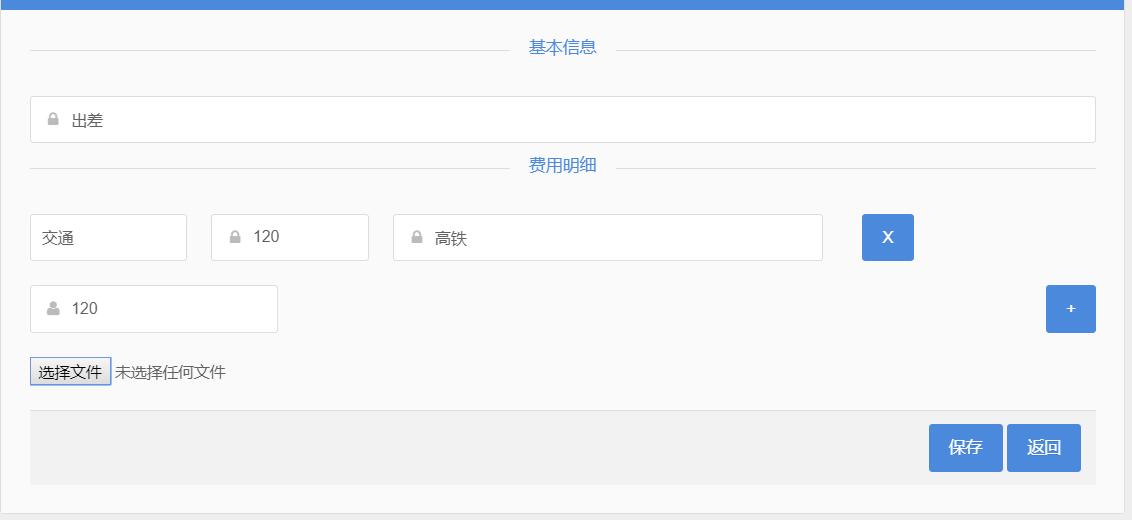 基本信息
出差
费用明细
交通 120 高铁 X
120 +
选择文件 未选择任何文件
保存 返回